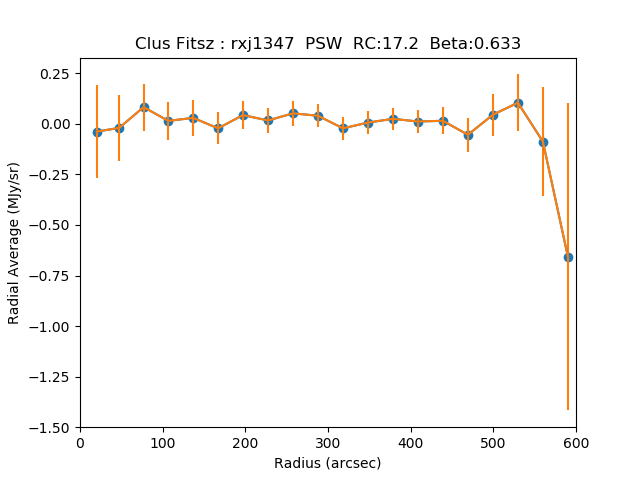 Clus Fitsz : rxj1347  PSW  RC:17.2  Beta:0.633
0.25
0.00
−0.25
−0.50
−0.75
−1.00
−1.25
−1.50
Radial Average (MJy/sr)
0 100 200 300 400 500 600
Radius (arcsec)